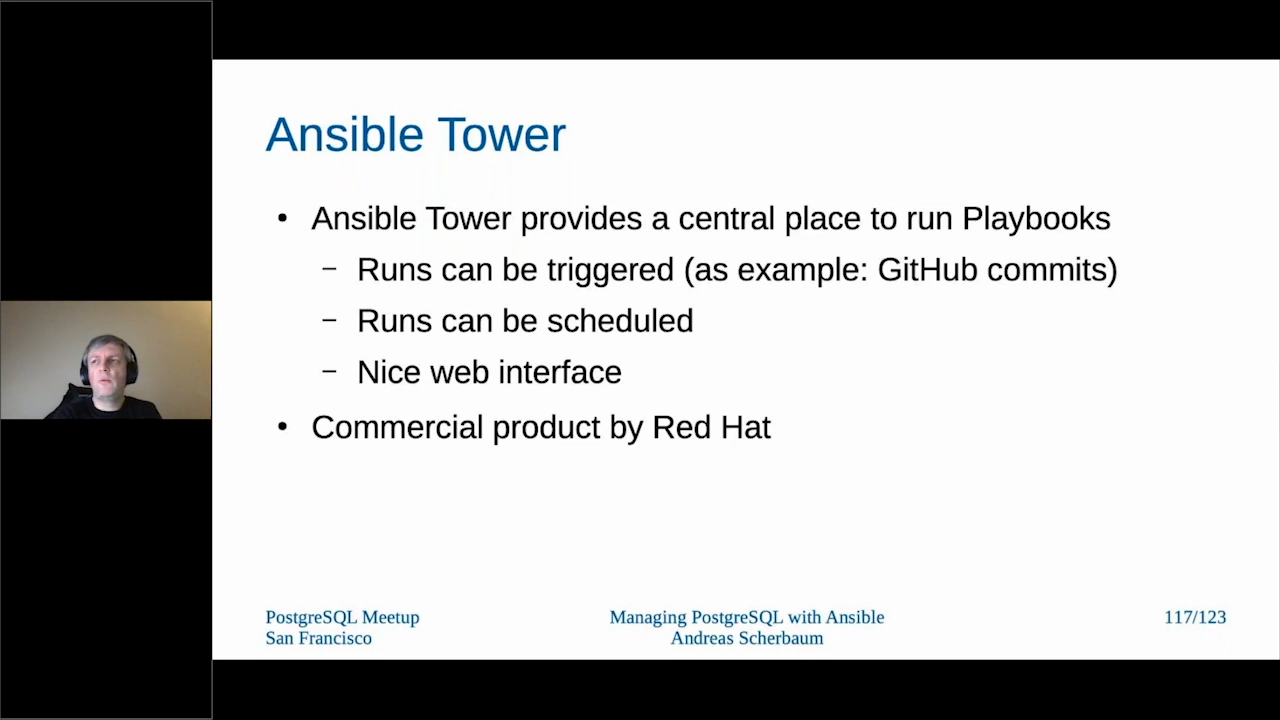 Ansible Tower
• Ansible Tower provides a central place to run Playbooks
– Runs can be triggered (as example: GitHub commits)
– Runs can be scheduled
– Nice web interface
• Commercial product by Red Hat
PostgreSQL Meetup
San Francisco
Managing PostgreSQL with Ansible
Andreas Scherbaum
117/123